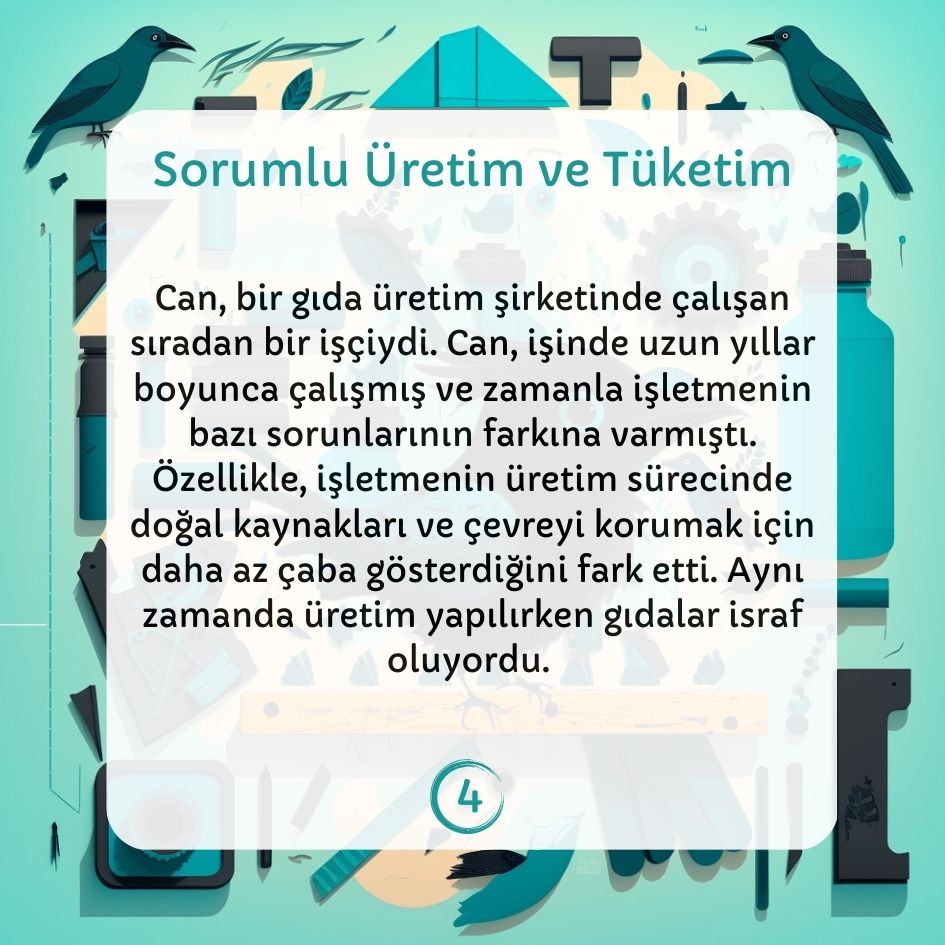 Sorumlu Üretim ve Tüketim
Can, bir gıda üretim şirketinde çalışan
sıradan bir işçiydi. Can, işinde uzun yıllar
boyunca çalışmış ve zamanla işletmenin
bazı sorunlarının farkına varmıştı.
Özellikle, işletmenin üretim sürecinde
doğal kaynakları ve çevreyi korumak için
daha az çaba gösterdiğini fark etti. Aynı
zamanda üretim yapılırken gıdalar israf
oluyordu.
4